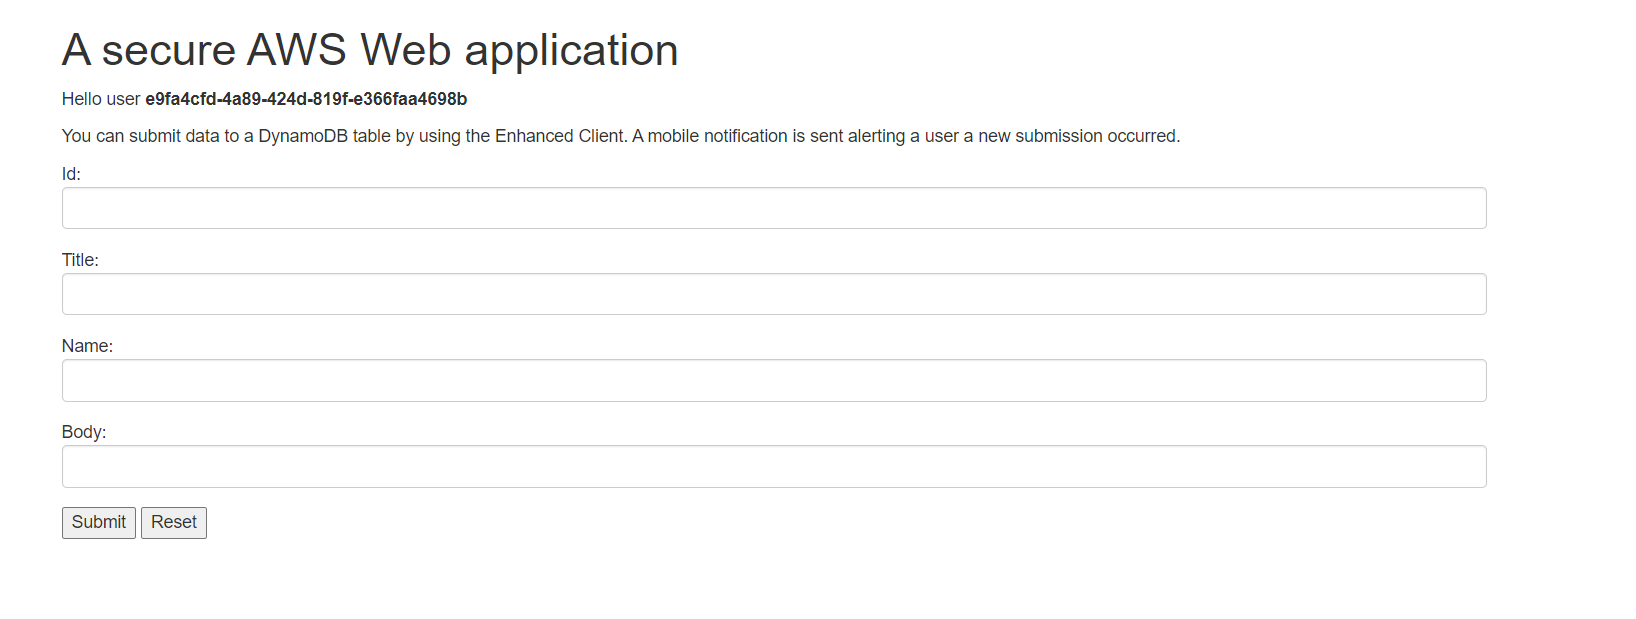 A secure AWS Web application
Hello user e9fa4cfd-4a89-424d-819f-e366faa4698b
You can submit data to a DynamoDB table by using the Enhanced Client. A mobile notification is sent alerting a user a new submission occurred.
Id:
Title:
Name:
Body:
Submit Reset